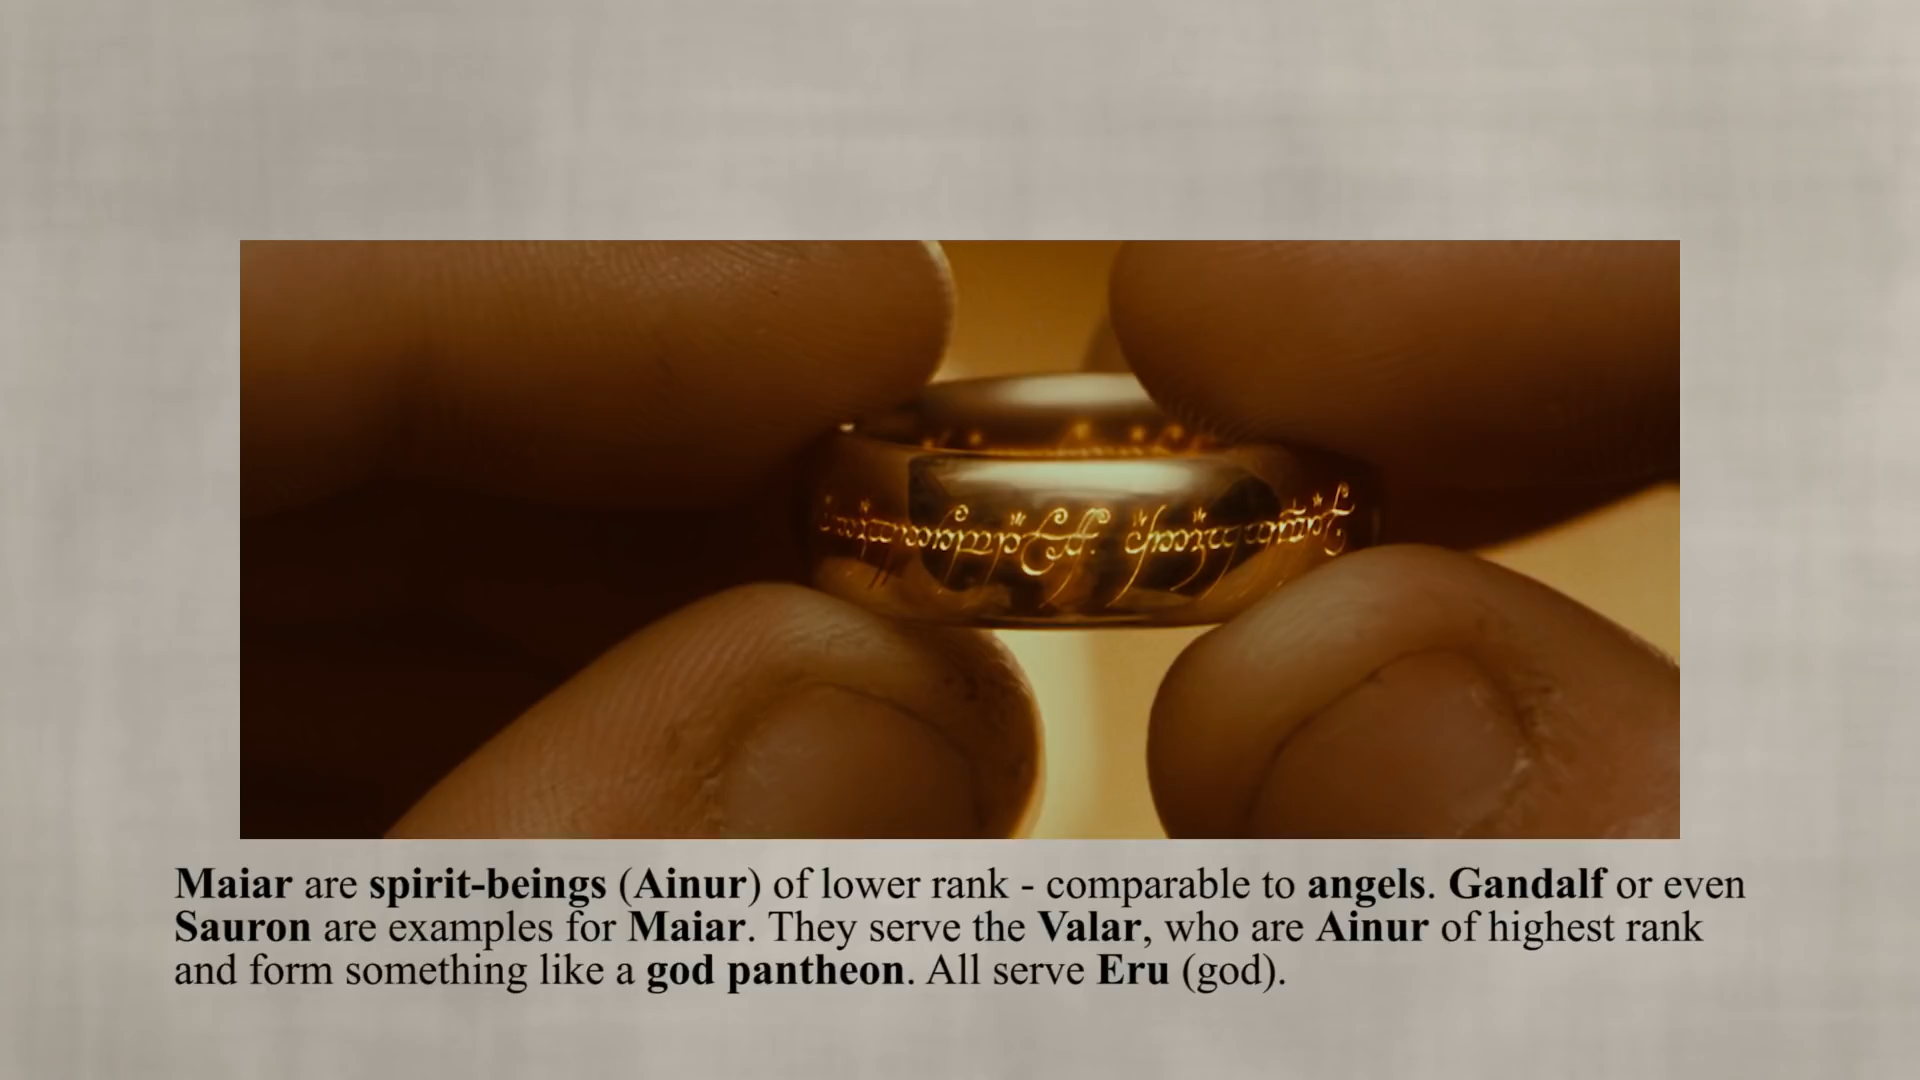 Maiar are spirit-beings (Ainur) of lower rank - comparable to angels. Gandalf or even
Sauron are examples for Maiar. They serve the Valar, who are Ainur of highest rank
and form something like a god pantheon. All serve Eru (god).